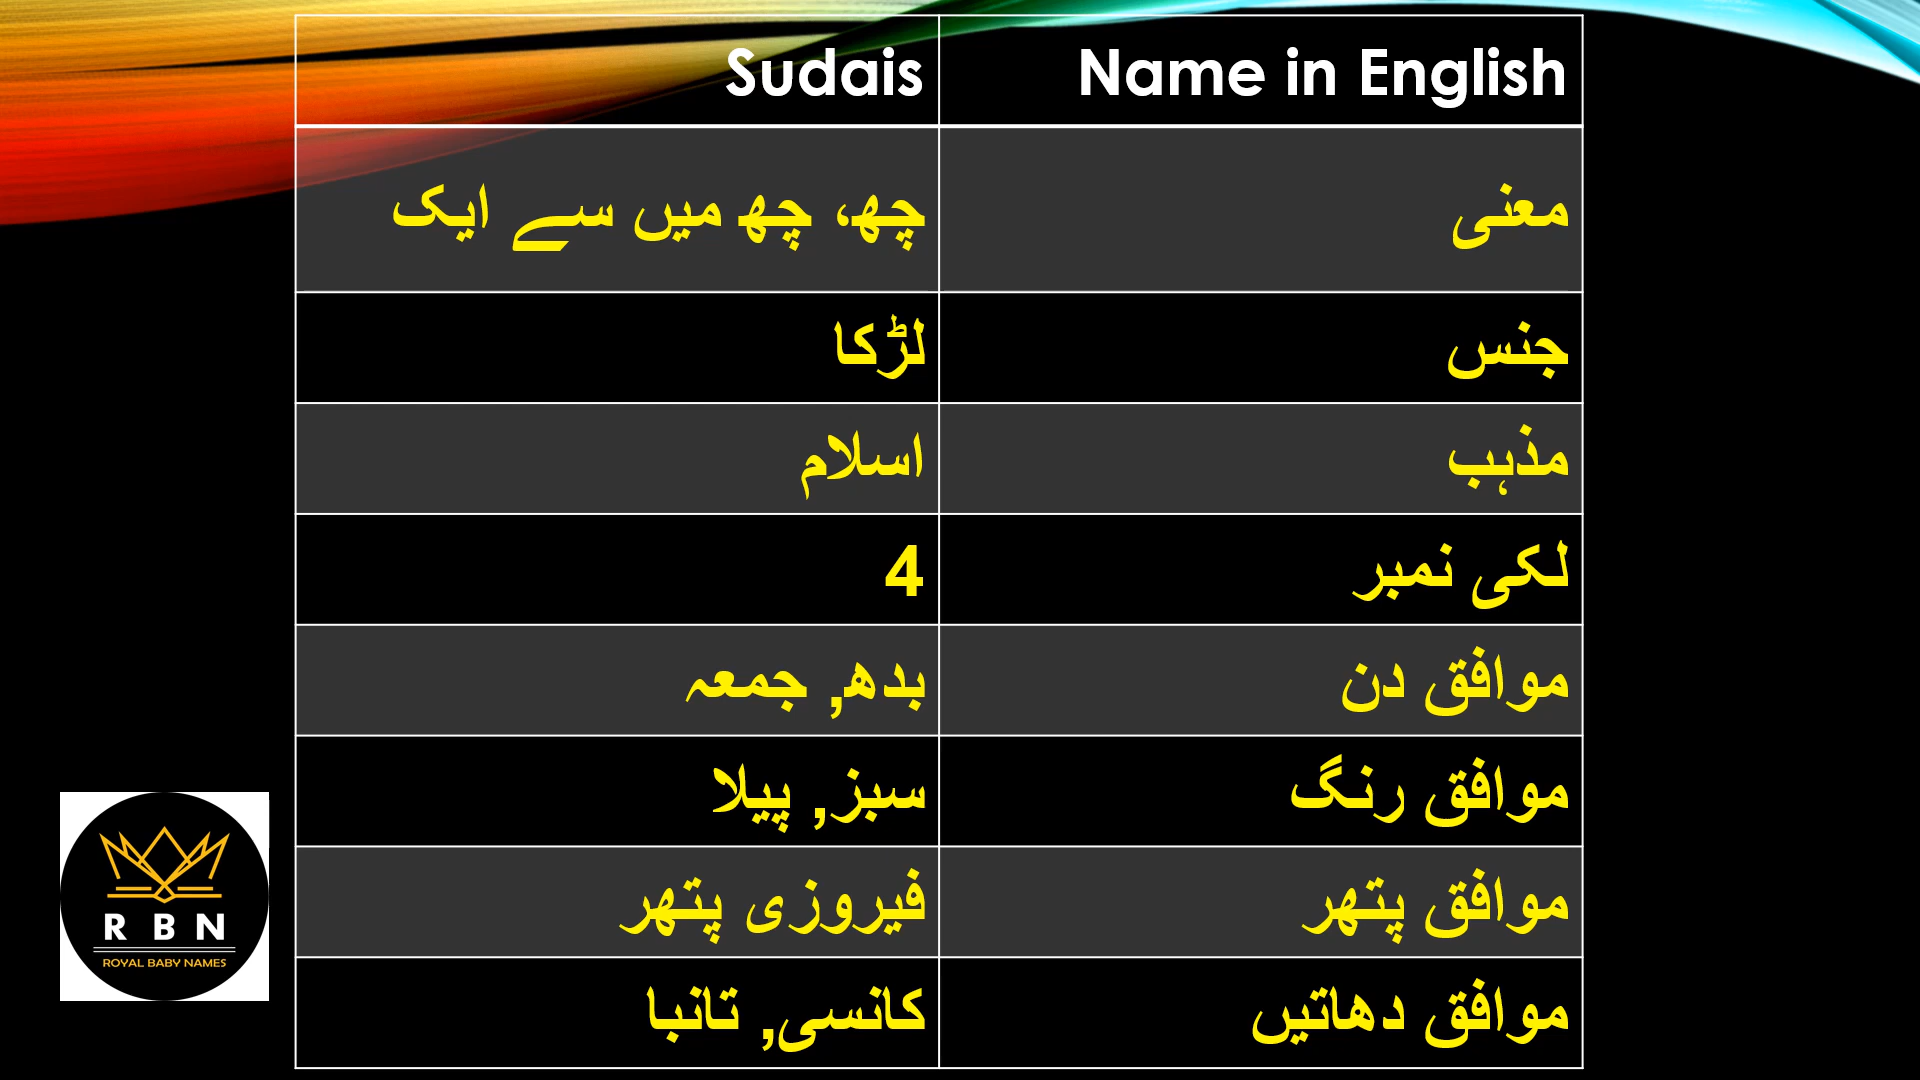 Name in English Sudais
معنی چھ، چھ میں سے ایک
جنس لڑکا
مذہب اسلام
لکی نمبر 4
موافق دن بدھ, جمعہ
موافق رنگ سبز, پیلا
موافق پتھر فیروزی پتھر
موافق دھاتیں کانسی, تانبا
RBN
ROYAL BABY NAMES